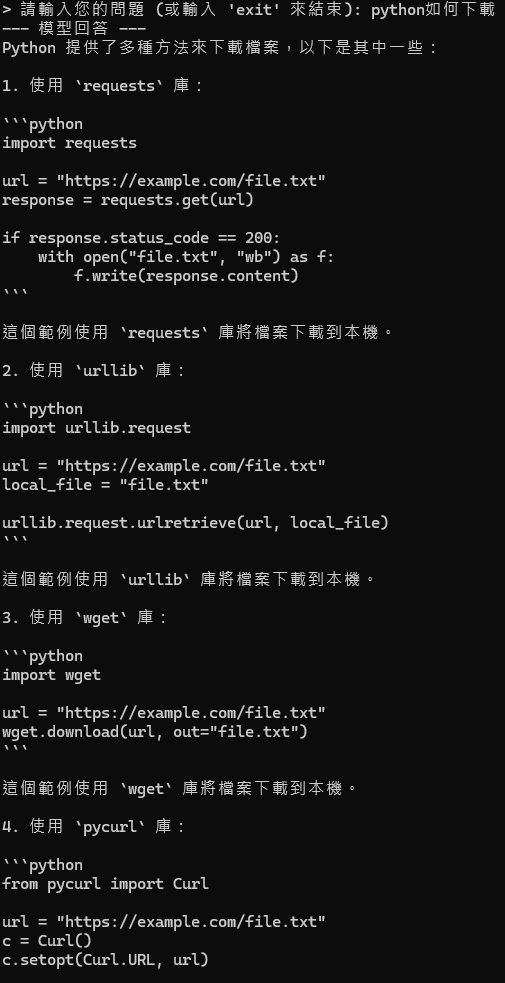 > 請輸入您的問題 (或輸入 'exit' 來結束): python如何下載
--- 模型回答 ---
Python 提供了多種方法來下載檔案，以下是其中一些：
1. 使用 `requests` 庫：
```python
import requests
url = "https://example.com/file.txt"
response = requests.get(url)
if response.status_code == 200:
    with open("file.txt", "wb") as f:
        f.write(response.content)
```
這個範例使用 `requests` 庫將檔案下載到本機。
2. 使用 `urllib` 庫：
```python
import urllib.request
url = "https://example.com/file.txt"
local_file = "file.txt"
urllib.request.urlretrieve(url, local_file)
```
這個範例使用 `urllib` 庫將檔案下載到本機。
3. 使用 `wget` 庫：
```python
import wget
url = "https://example.com/file.txt"
wget.download(url, out="file.txt")
```
這個範例使用 `wget` 庫將檔案下載到本機。
4. 使用 `pycurl` 庫：
```python
from pycurl import Curl
url = "https://example.com/file.txt"
c = Curl()
c.setopt(Curl.URL, url)